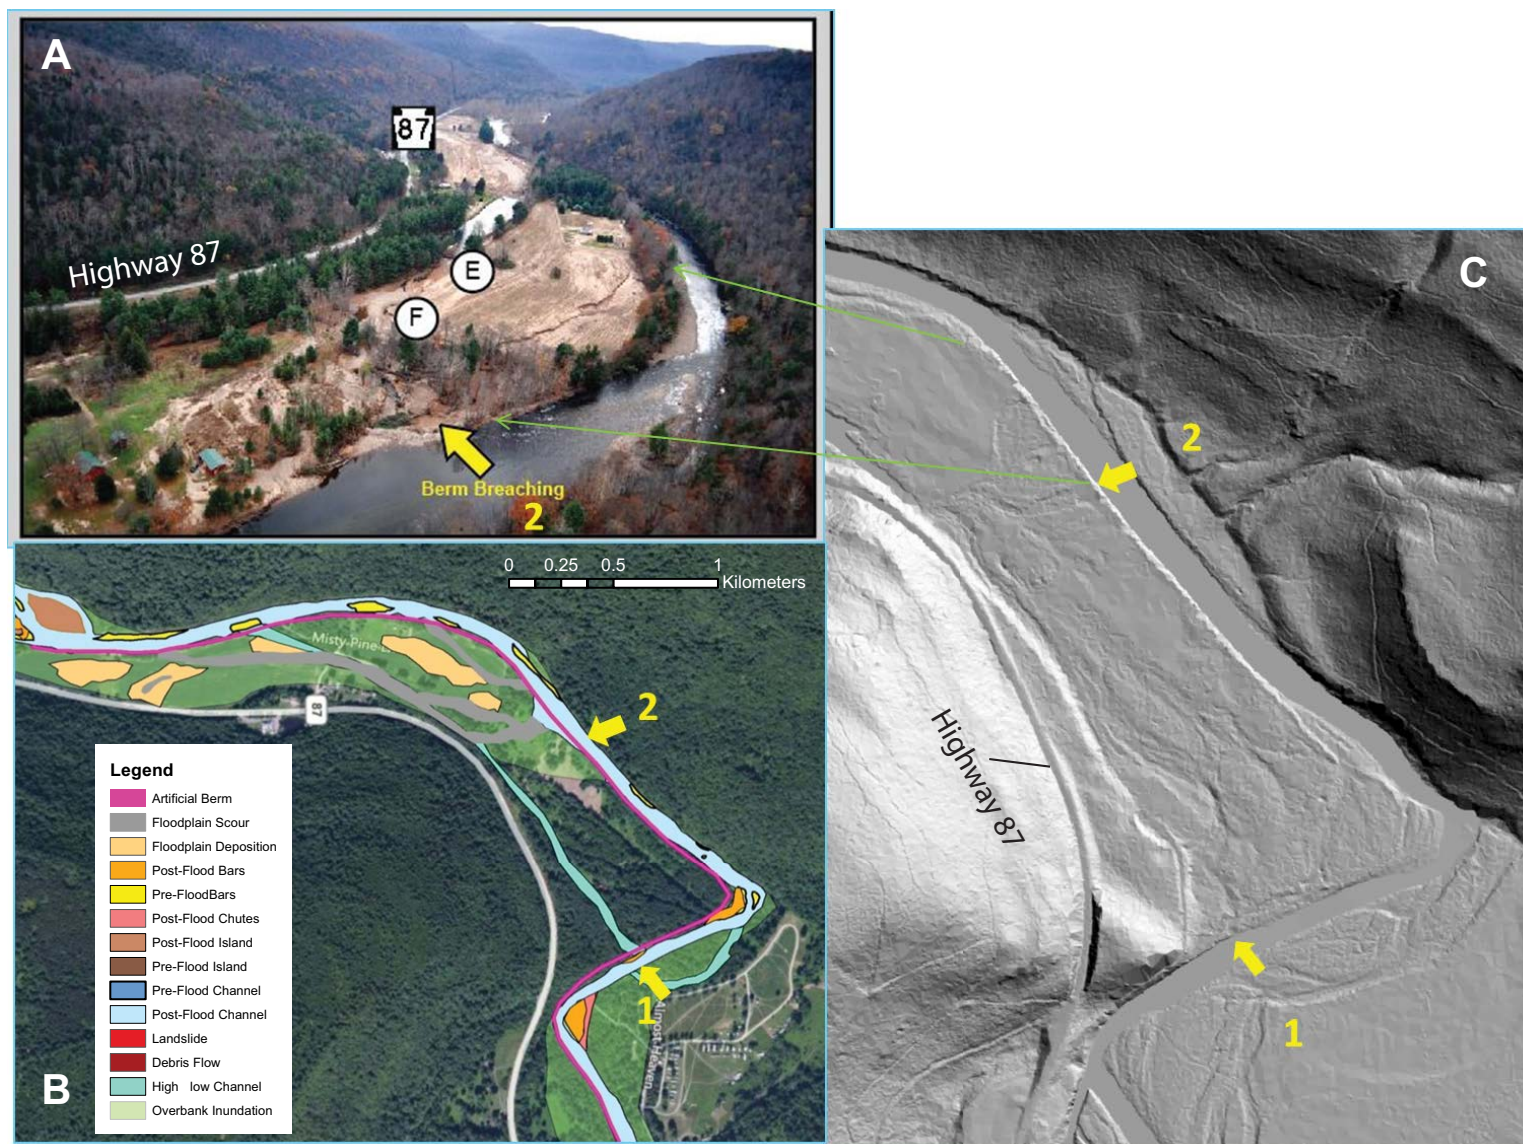 A
87
Highway 87
E
F
Berm Breaching
2
C
2
Highway 87
1
0 0.25 0.5 1
Kilometers
Misty-Pine-L
87
2
1
Almost-Heaven
Legend
Artificial Berm
Floodplain Scour
Floodplain Deposition
Post-Flood Bars
Pre-FloodBars
Post-Flood Chutes
Post-Flood Island
Pre-Flood Island
Pre-Flood Channel
Post-Flood Channel
Landslide
Debris Flow
High low Channel
Overbank Inundation
B